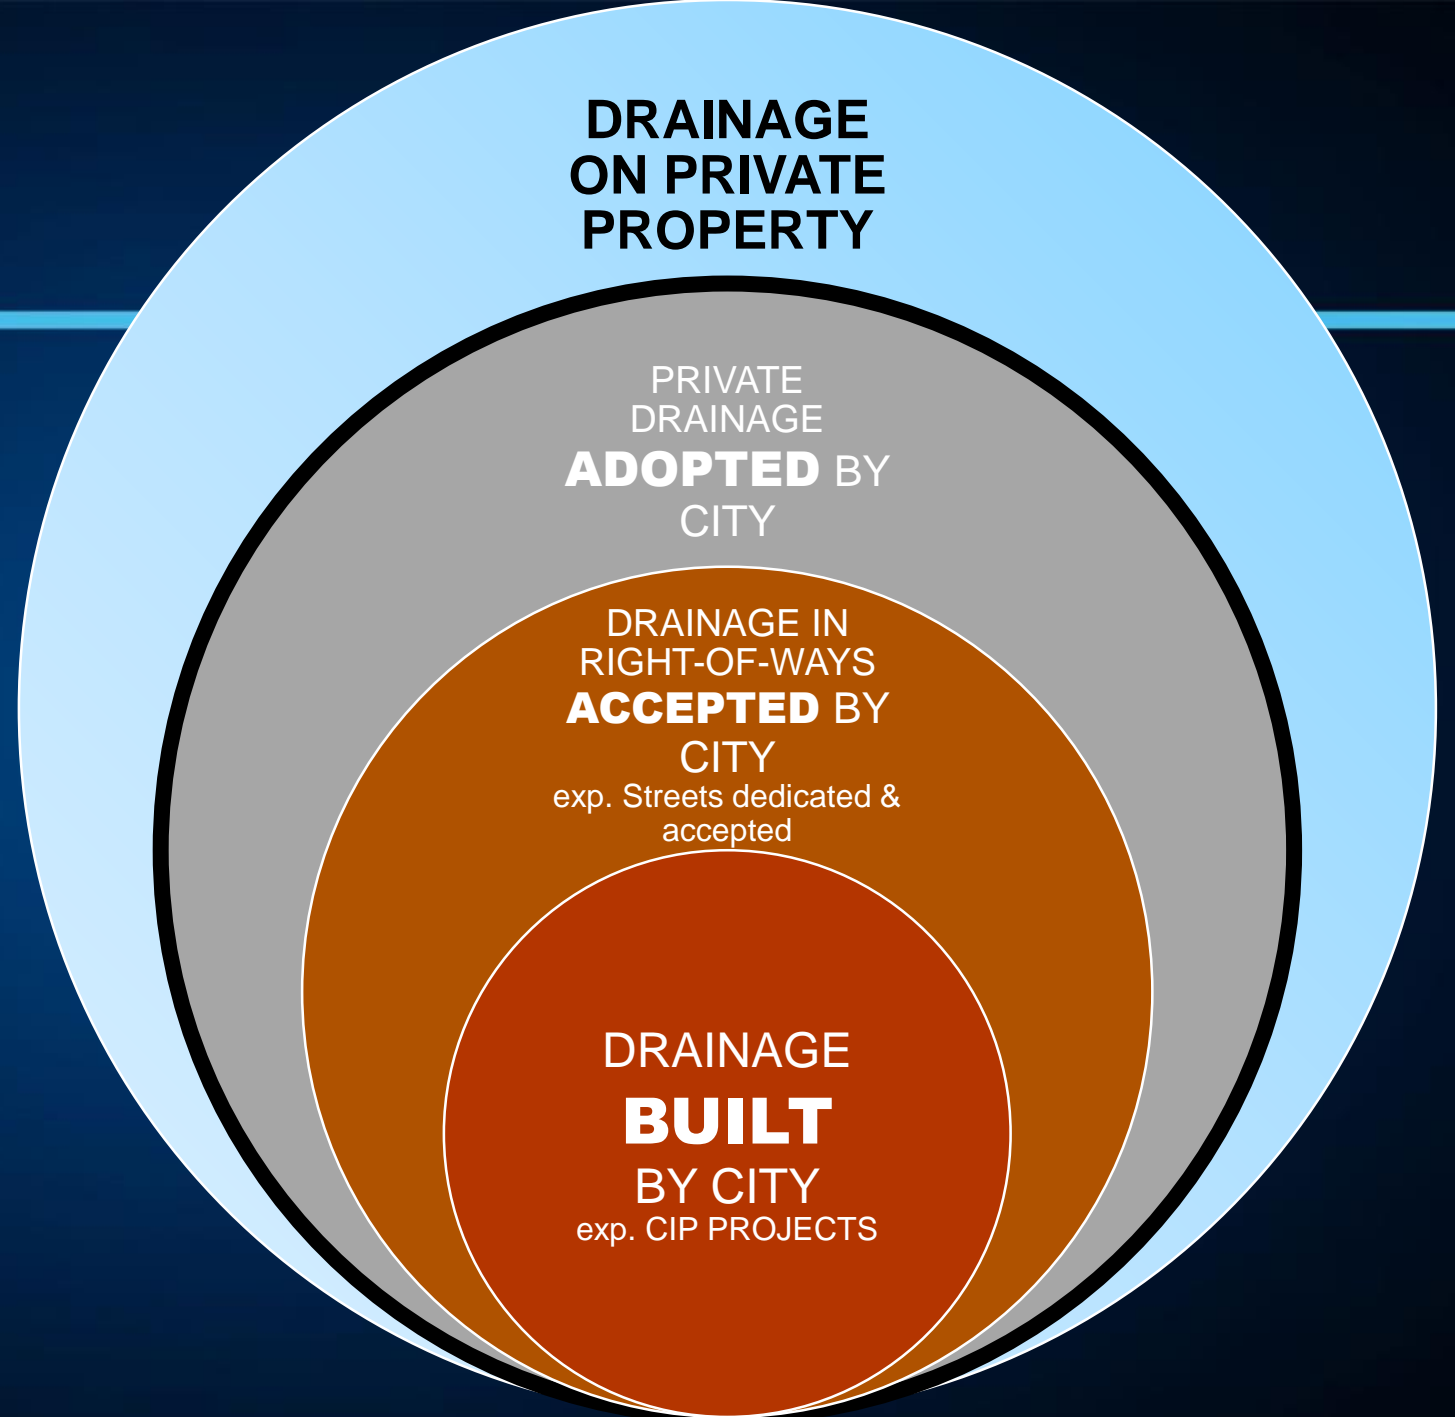 DRAINAGE
ON PRIVATE
PROPERTY
PRIVATE
DRAINAGE
ADOPTED BY
CITY
DRAINAGE IN
RIGHT-OF-WAYS
ACCEPTED BY
CITY
exp. Streets dedicated &
accepted
DRAINAGE
BUILT
BY CITY
exp. CIP PROJECTS